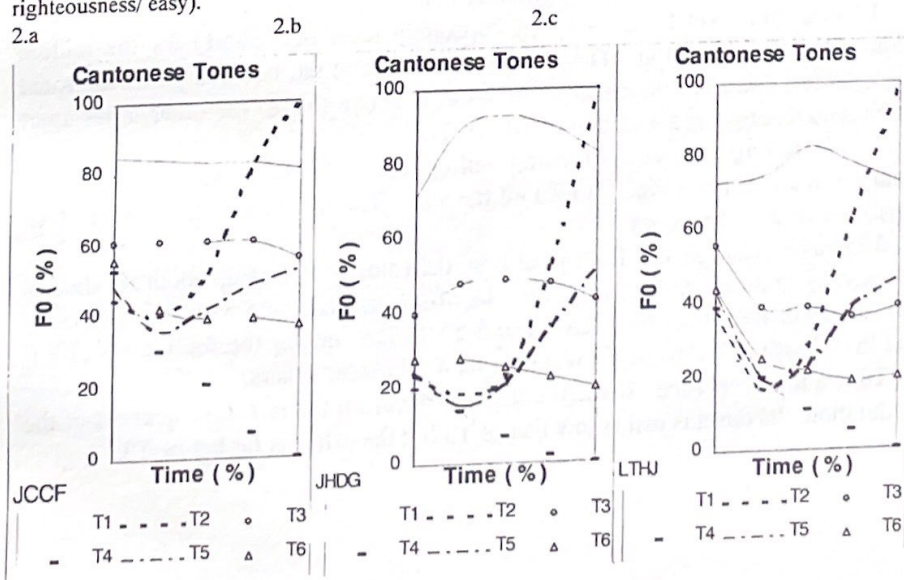 righteousness/ easy).
2.a 2.b 2.c
Cantonese Tones
100
80
60
40
20
0
F0 (%)
Time (%)
JCCF
T1 T2 T3
T4 T5 T6
Cantonese Tones
100
80
60
40
20
0
F0 (%)
Time (%)
JHDG
T1 T2 T3
T4 T5 T6
Cantonese Tones
100
80
60
40
20
0
F0 (%)
Time (%)
LTHJ
T1 T2 T3
T4 T5 T6